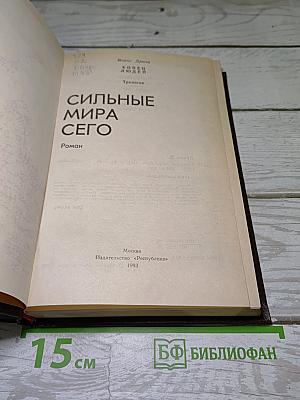 Морис Дрюон
КОНЕЦ
ЛЮДЕЙ
Трилогия
СИЛЬНЫЕ
МИРА
СЕГО
Роман
Москва
Издательство «Республика»
1993
15 см
БФ БИБЛИОФАН